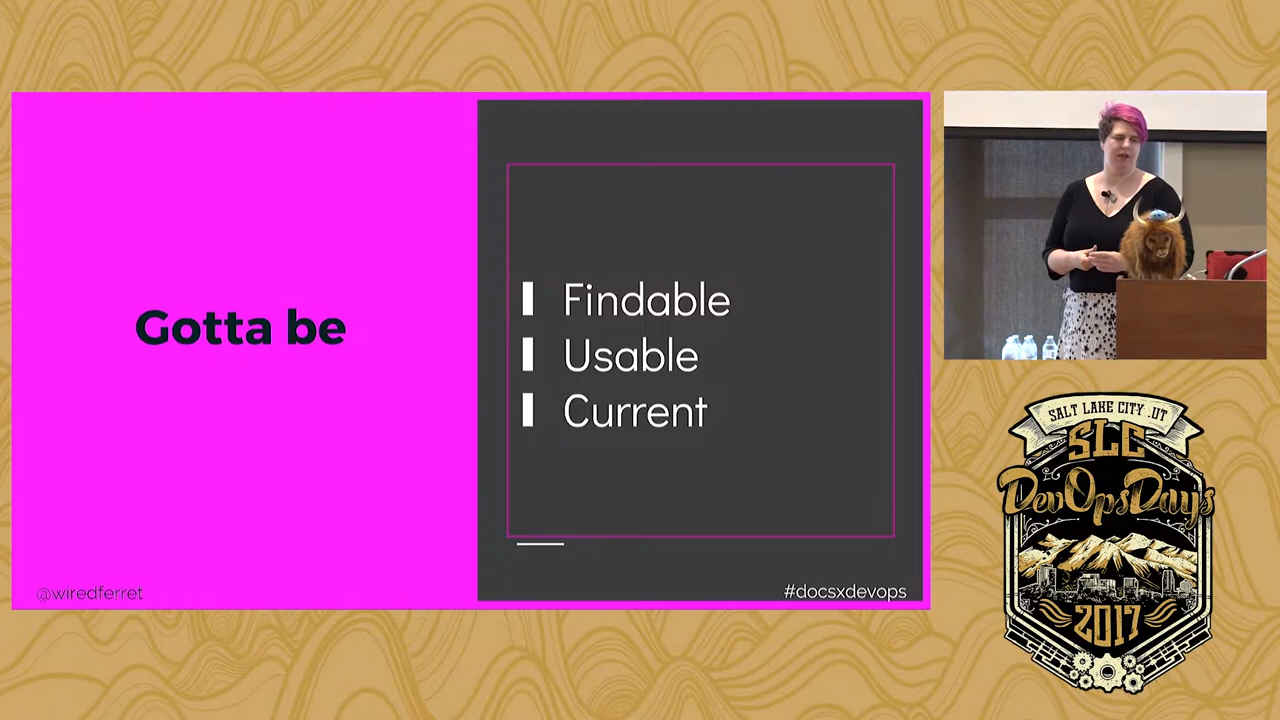 Gotta be
Findable
Usable
Current
@wiredferret
#docsxdevops
SALT LAKE CITY .UT
SLC
DevOpsDays
2017